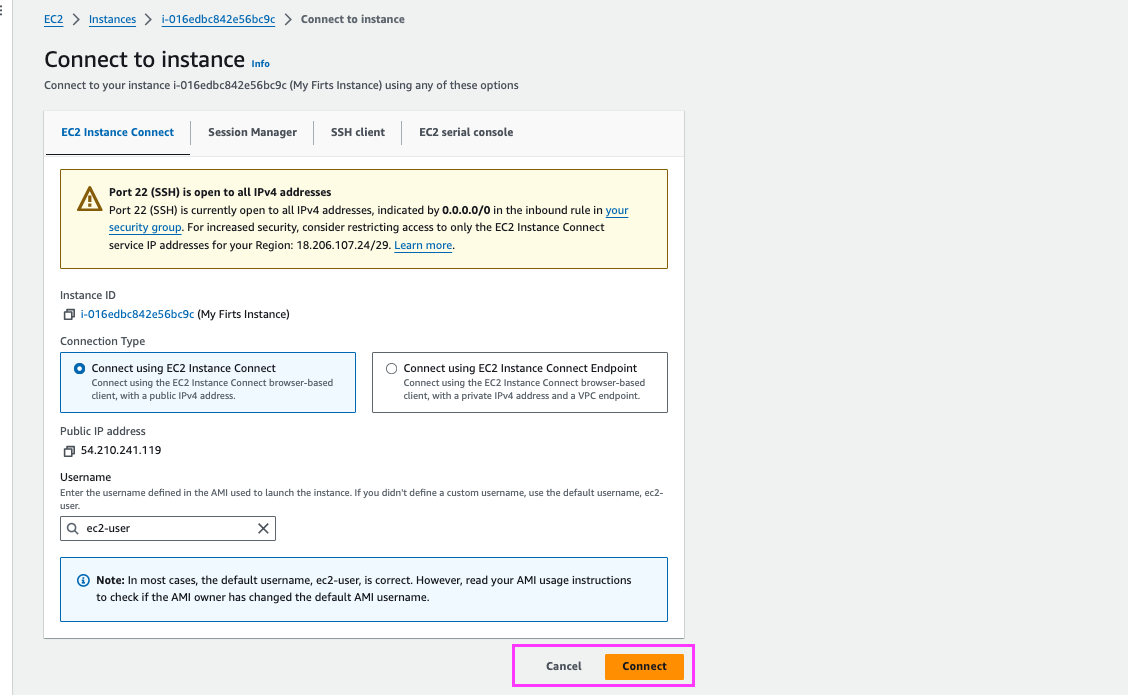 EC2 > Instances > i-016edbc842e56bc9c > Connect to instance
Connect to instance Info
Connect to your instance i-016edbc842e56bc9c (My Firts Instance) using any of these options
EC2 Instance Connect Session Manager SSH client EC2 serial console
Port 22 (SSH) is open to all IPv4 addresses
Port 22 (SSH) is currently open to all IPv4 addresses, indicated by 0.0.0.0/0 in the inbound rule in your
security group. For increased security, consider restricting access to only the EC2 Instance Connect
service IP addresses for your Region: 18.206.107.24/29. Learn more.
Instance ID
i-016edbc842e56bc9c (My Firts Instance)
Connection Type
Connect using EC2 Instance Connect
Connect using the EC2 Instance Connect browser-based
client, with a public IPv4 address.
Connect using EC2 Instance Connect Endpoint
Connect using the EC2 Instance Connect browser-based
client, with a private IPv4 address and a VPC endpoint.
Public IP address
54.210.241.119
Username
Enter the username defined in the AMI used to launch the instance. If you didn't define a custom username, use the default username, ec2-
user.
ec2-user
Note: In most cases, the default username, ec2-user, is correct. However, read your AMI usage instructions
to check if the AMI owner has changed the default AMI username.
Cancel Connect